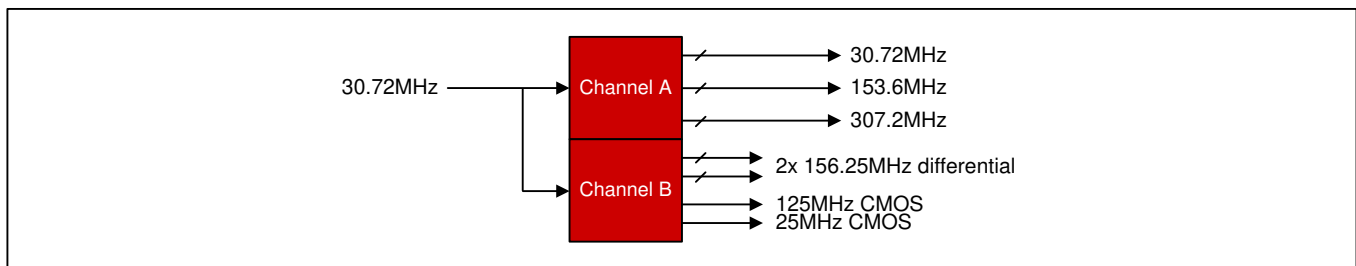 30.72MHz
Channel A
30.72MHz
153.6MHz
307.2MHz
Channel B
2x 156.25MHz differential
125MHz CMOS
25MHz CMOS